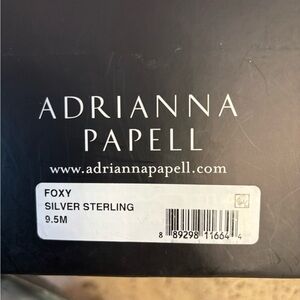 ADRIANNA
PAPELL
www.adriannapapell.com
FOXY
SILVER STERLING
9.5M
8 89298 11664 4